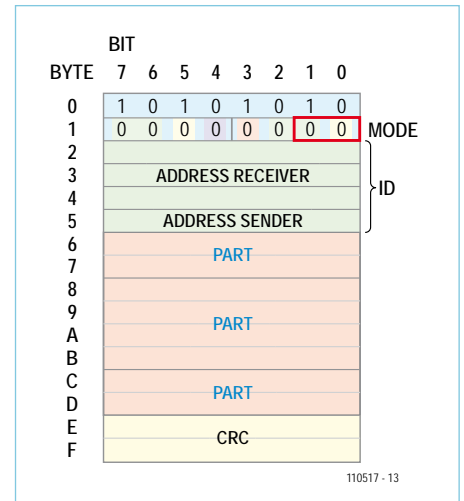 BIT
BYTE 7 6 5 4 3 2 1 0
0 1 0 1 0 1 0 1 0
1 0 0 0 0 0 0 0 0 MODE
2
3 ADDRESS RECEIVER
ID
4
5 ADDRESS SENDER
6
PART
7
8
9
PART
A
B
C
PART
D
E
CRC
F
110517 - 13